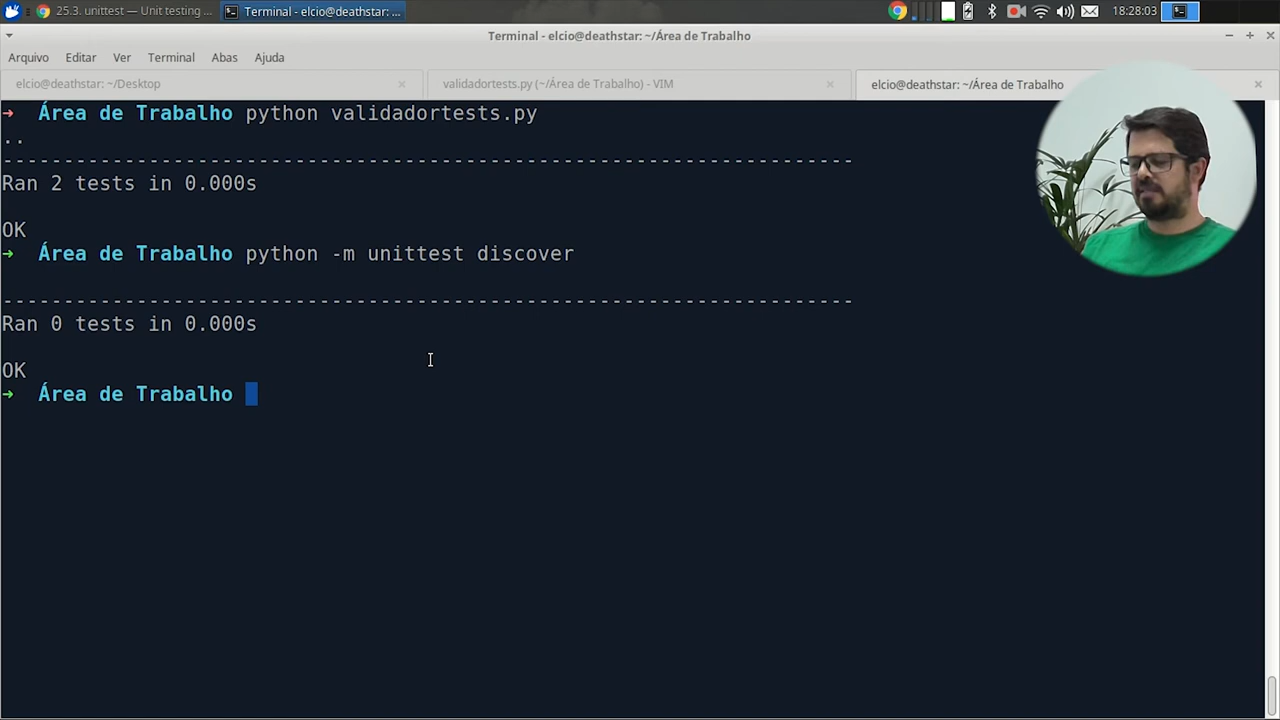 25.3. unittest — Unit testing ...
Terminal - elcio@deathstar: ...
18:28:03
Terminal - elcio@deathstar: ~/Área de Trabalho
Arquivo Editar Ver Terminal Abas Ajuda
elcio@deathstar: ~/Desktop
validadortests.py (~/Área de Trabalho) - VIM
elcio@deathstar: ~/Área de Trabalho
➜ Área de Trabalho python validadortests.py
..
----------------------------------------------------------------------
Ran 2 tests in 0.000s
OK
➜ Área de Trabalho python -m unittest discover
----------------------------------------------------------------------
Ran 0 tests in 0.000s
OK
➜ Área de Trabalho